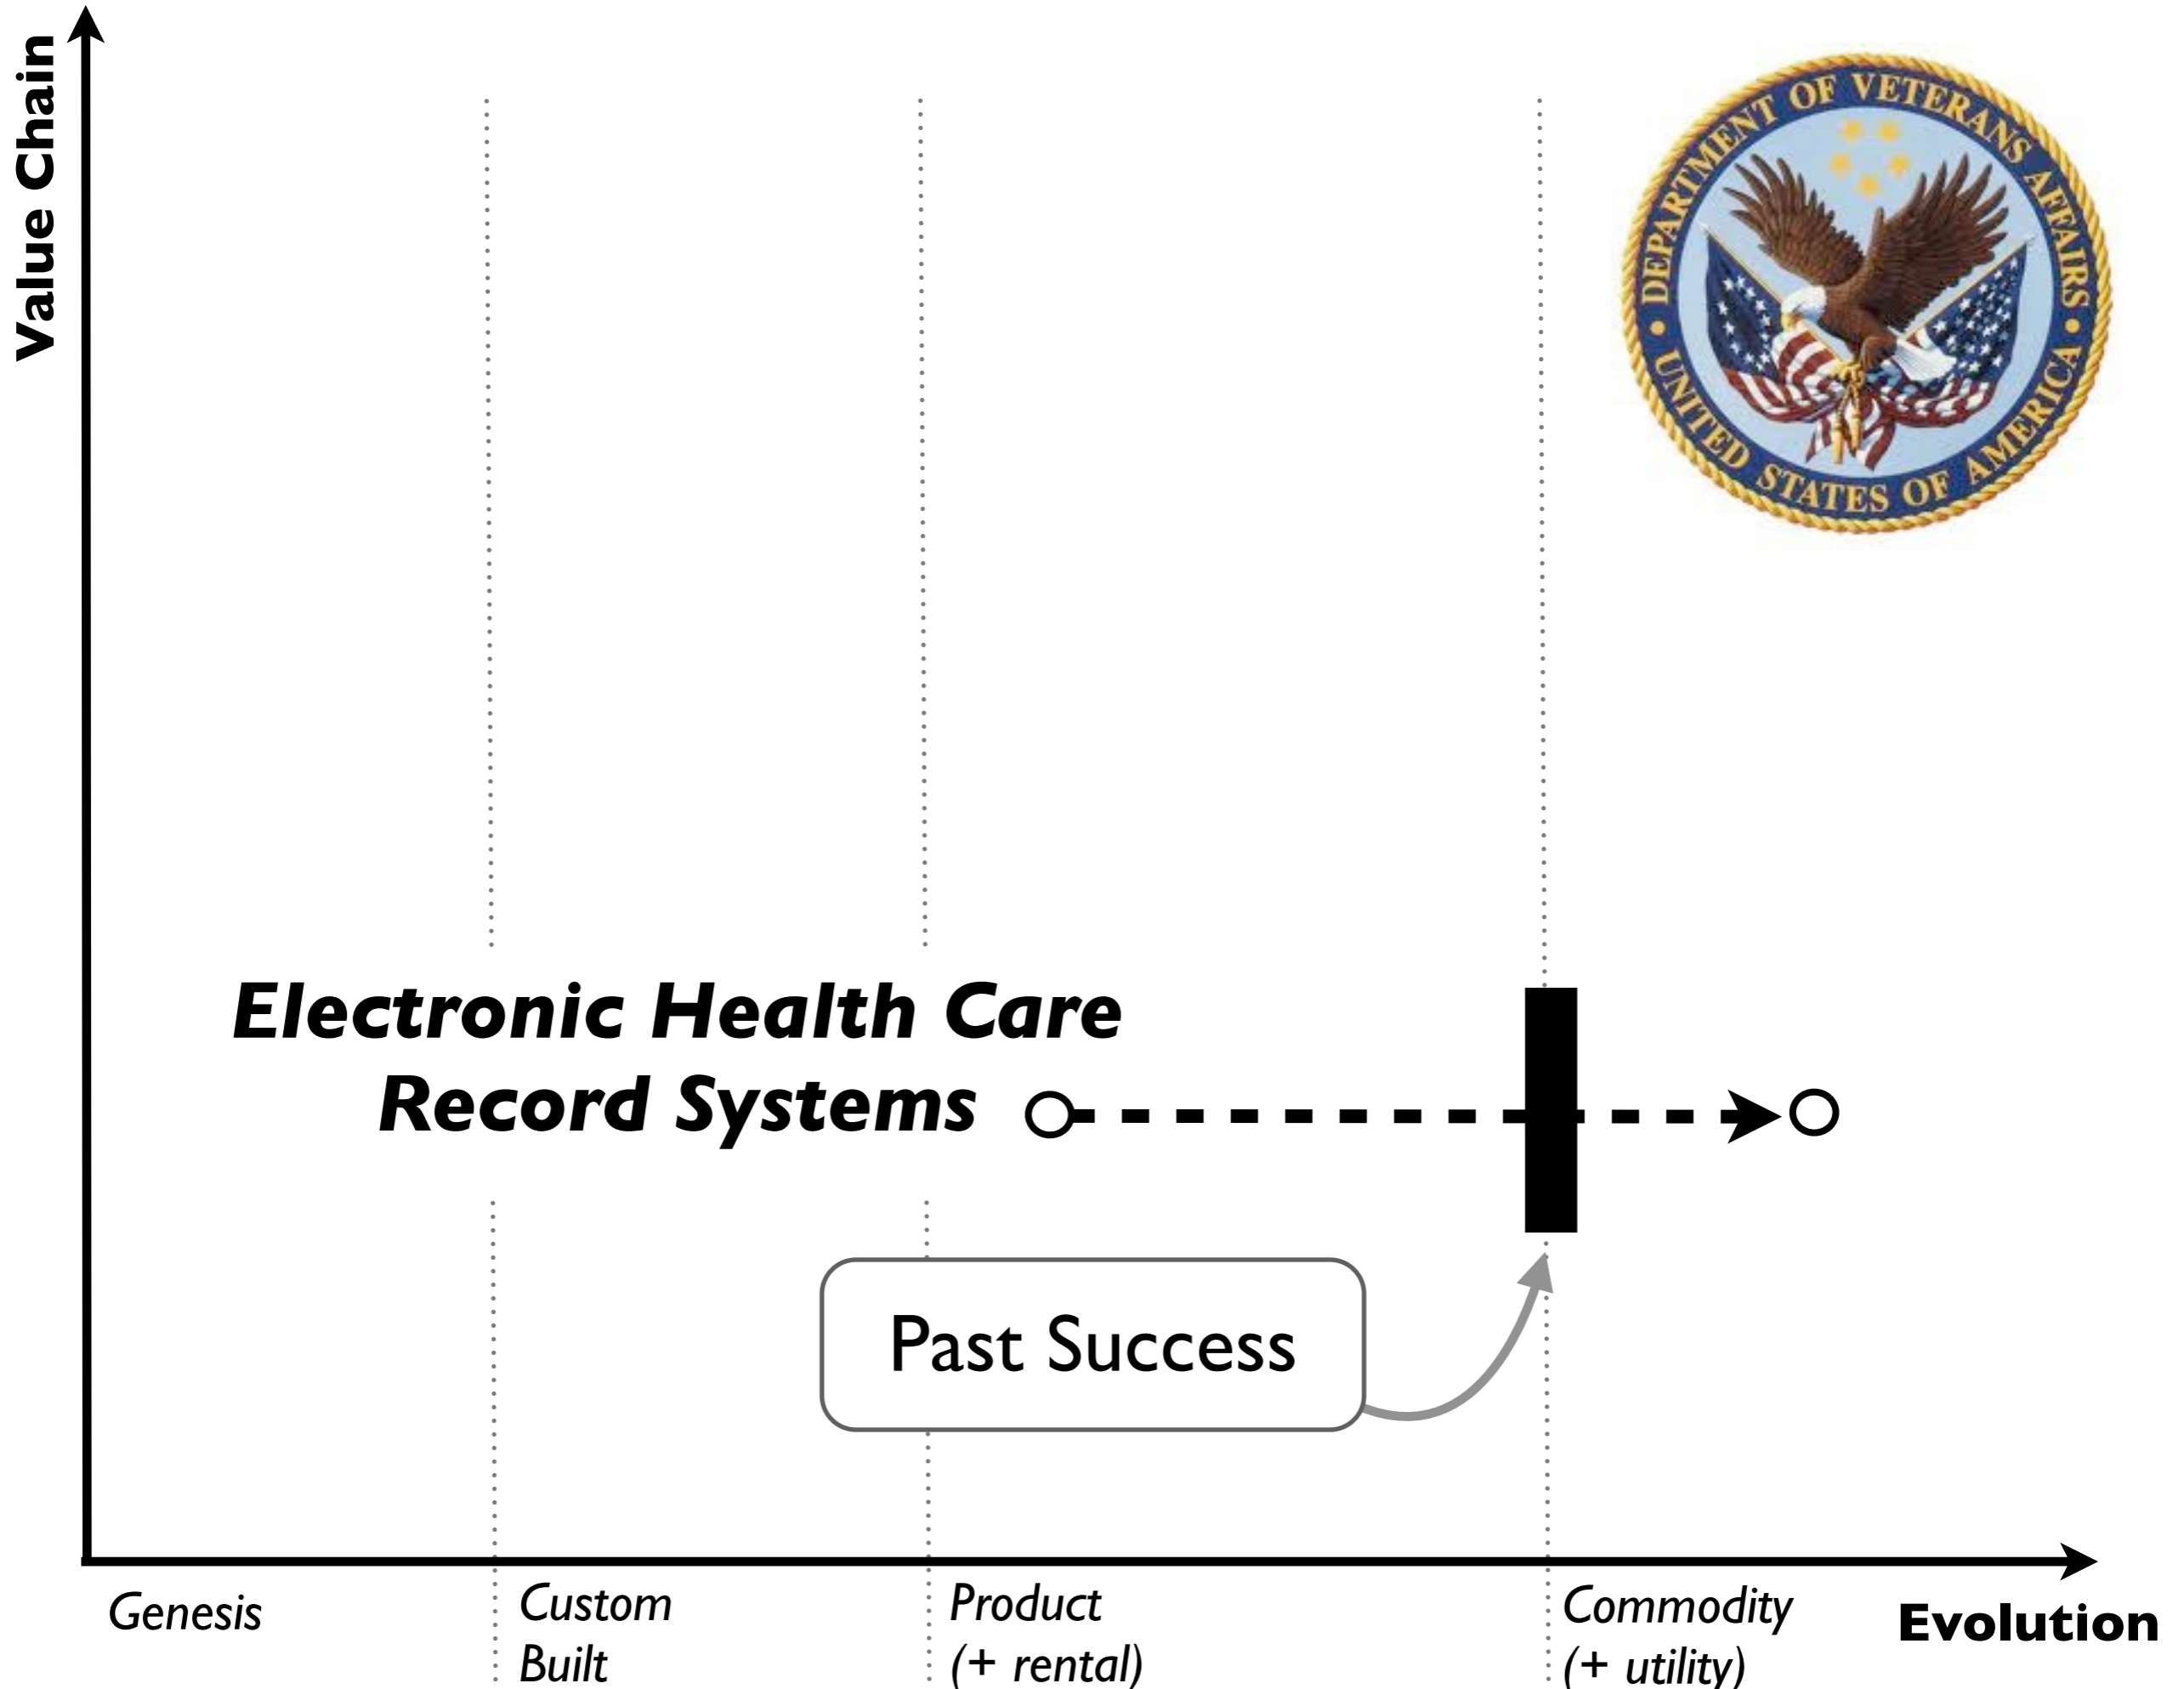 Value Chain
DEPARTMENT OF VETERANS AFFAIRS
UNITED STATES OF AMERICA
Electronic Health Care
Record Systems
Past Success
Genesis
Custom
Built
Product
(+ rental)
Commodity
(+ utility)
Evolution